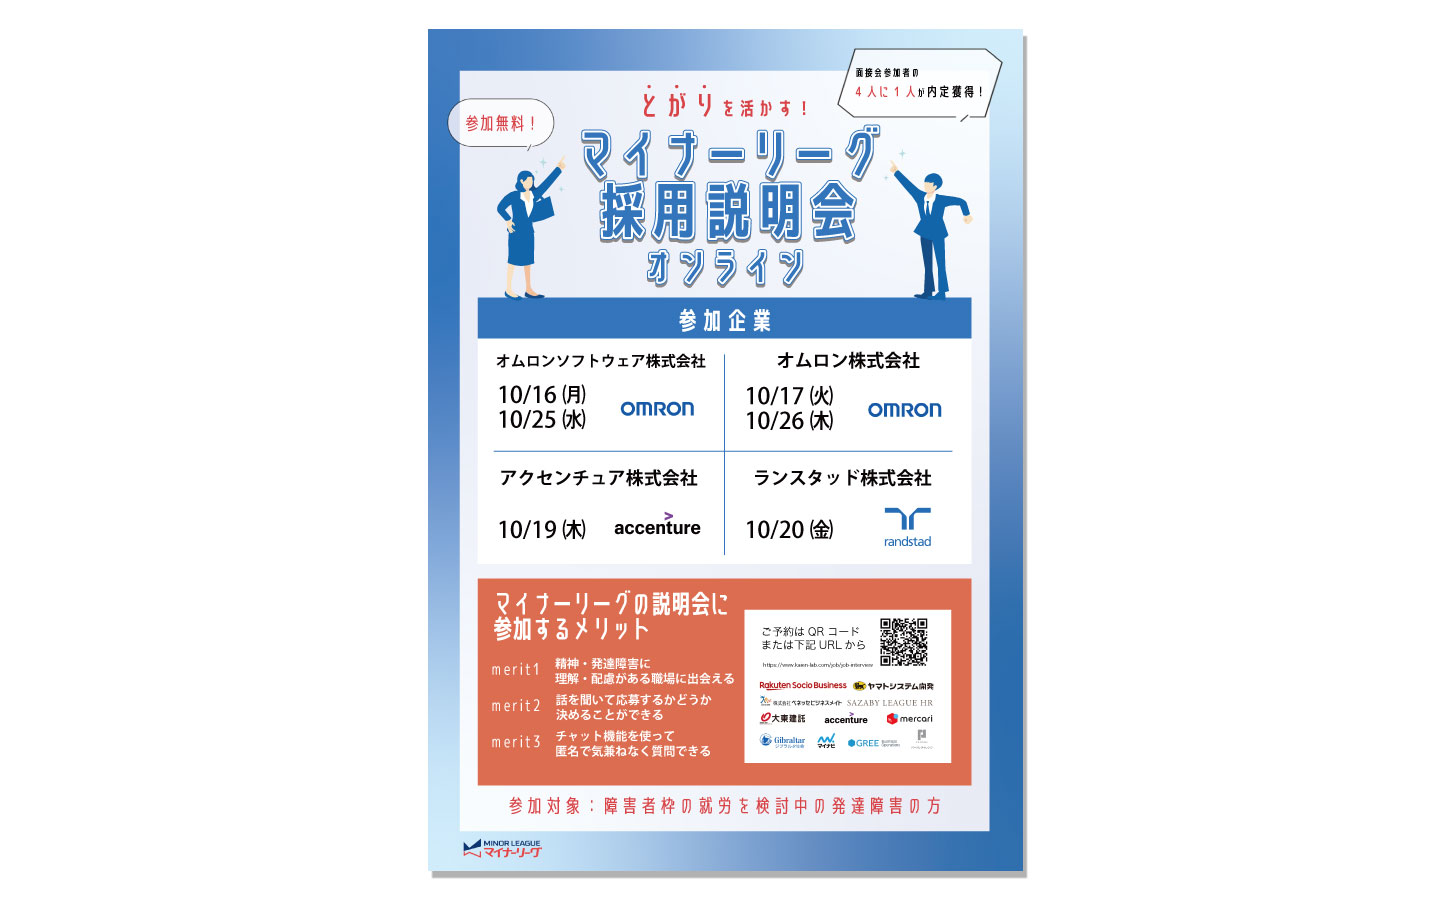 面接会参加者の
4人に1人が内定獲得!
参加無料!
とがりを活かす!
マイナーリーグ
採用説明会
オンライン
参加企業
オムロンソフトウェア株式会社
10/16 (月)
10/25 (水)
OMRON
オムロン株式会社
10/17 (火)
10/26 (木)
OMRON
アクセンチュア株式会社
10/19 (木)
accenture
ランスタッド株式会社
10/20 (金)
randstad
マイナーリーグの説明会に
参加するメリット
merit1 精神・発達障害に
理解・配慮がある職場に出会える
merit2 話を聞いて応募するかどうか
決めることができる
merit3 チャット機能を使って
匿名で気兼ねなく質問できる
ご予約は QR コード
または下記 URL から
https://www.kaien-lab.com/job/job-interview
Rakuten Socio Business ヤマトシステム開発
株式会社ベネッセビジネスメイト SAZABY LEAGUE HR
大東建託 accenture mercari
Gibraltar
ジブラルタ生命
マイナビ
GREE
参加対象:障害者枠の就労を検討中の発達障害の方
MINOR LEAGUE
マイナーリーグ